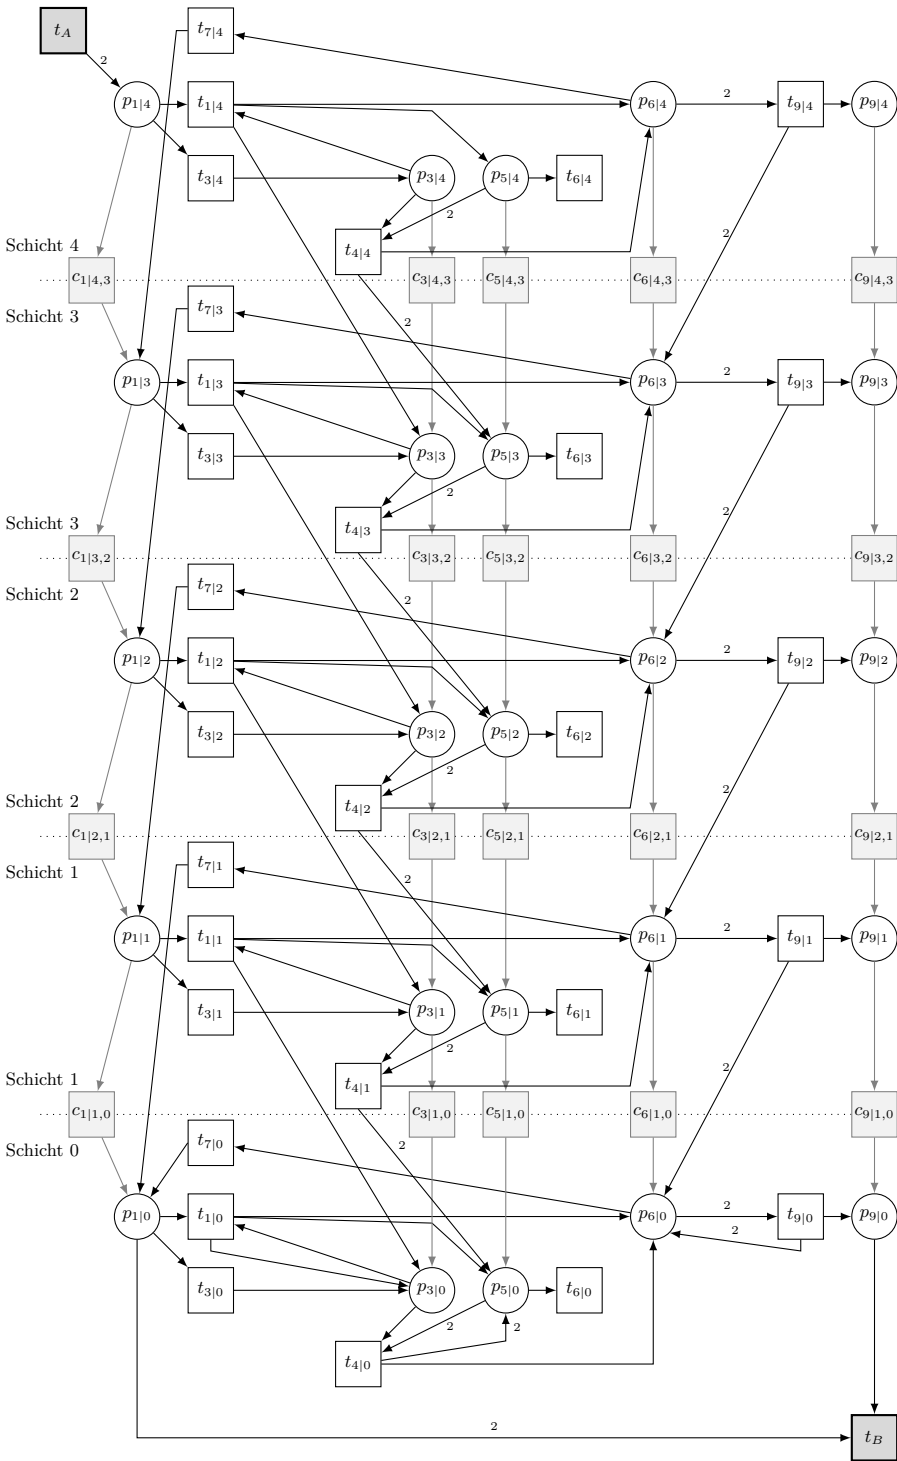 t_A
t_{7|4}
2
p_{1|4} t_{1|4} p_{6|4} 2 t_{9|4} p_{9|4}
t_{3|4} p_{3|4} p_{5|4} t_{6|4}
2
2
Schicht 4 t_{4|4}
c_{1|4,3} c_{3|4,3} c_{5|4,3} c_{6|4,3} c_{9|4,3}
Schicht 3 t_{7|3}
2
p_{1|3} t_{1|3} p_{6|3} 2 t_{9|3} p_{9|3}
t_{3|3} p_{3|3} p_{5|3} t_{6|3}
2
2
Schicht 3 t_{4|3}
c_{1|3,2} c_{3|3,2} c_{5|3,2} c_{6|3,2} c_{9|3,2}
Schicht 2 t_{7|2}
2
p_{1|2} t_{1|2} p_{6|2} 2 t_{9|2} p_{9|2}
t_{3|2} p_{3|2} p_{5|2} t_{6|2}
2
2
Schicht 2 t_{4|2}
c_{1|2,1} c_{3|2,1} c_{5|2,1} c_{6|2,1} c_{9|2,1}
Schicht 1 t_{7|1}
2
p_{1|1} t_{1|1} p_{6|1} 2 t_{9|1} p_{9|1}
t_{3|1} p_{3|1} p_{5|1} t_{6|1}
2
2
Schicht 1 t_{4|1}
c_{1|1,0} c_{3|1,0} c_{5|1,0} c_{6|1,0} c_{9|1,0}
Schicht 0 t_{7|0}
2
p_{1|0} t_{1|0} p_{6|0} 2 t_{9|0} p_{9|0}
2
t_{3|0} p_{3|0} p_{5|0} t_{6|0}
2 2
t_{4|0}
2
t_B